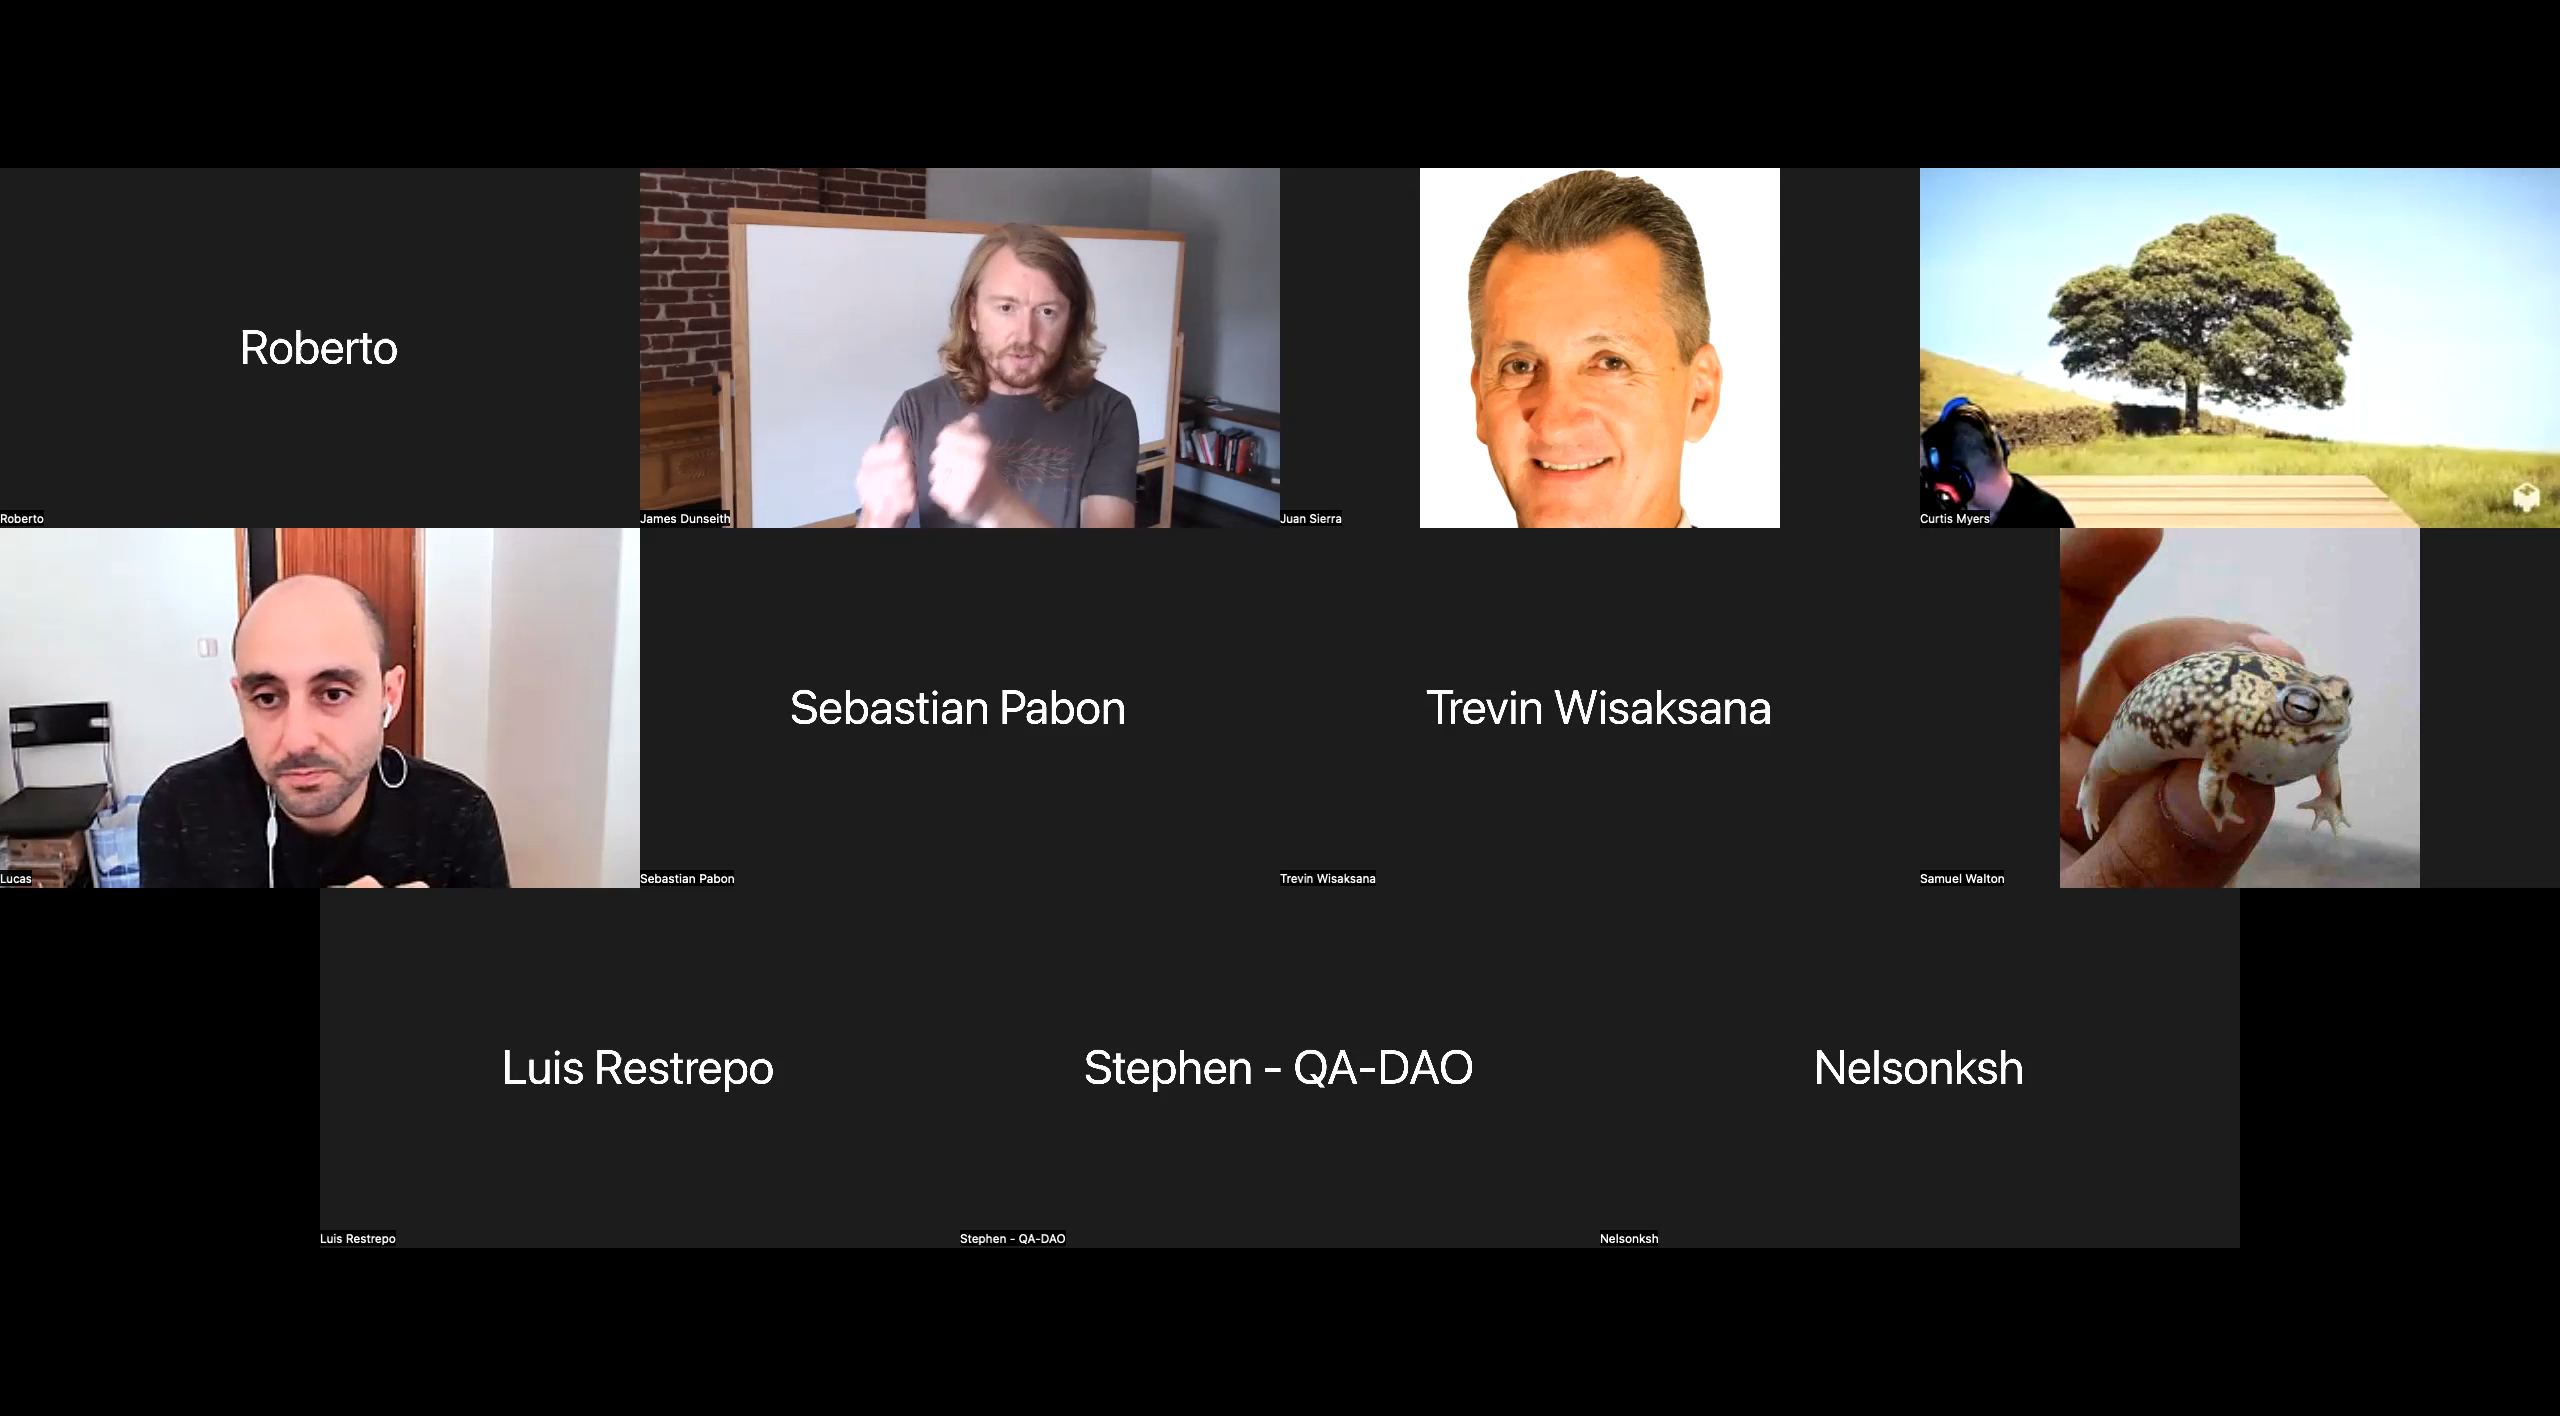 Roberto
Roberto
James Dunseith
Juan Sierra
Curtis Myers
Lucas
Sebastian Pabon
Sebastian Pabon
Trevin Wisaksana
Trevin Wisaksana
Samuel Walton
Luis Restrepo
Luis Restrepo
Stephen - QA-DAO
Stephen - QA-DAO
Nelsonksh
Nelsonksh